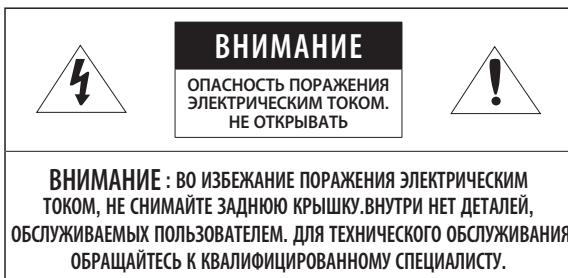 ВНИМАНИЕ
ОПАСНОСТЬ ПОРАЖЕНИЯ
ЭЛЕКТРИЧЕСКИМ ТОКОМ.
НЕ ОТКРЫВАТЬ
ВНИМАНИЕ : ВО ИЗБЕЖАНИЕ ПОРАЖЕНИЯ ЭЛЕКТРИЧЕСКИМ
ТОКОМ, НЕ СНИМАЙТЕ ЗАДНЮЮ КРЫШКУ.ВНУТРИ НЕТ ДЕТАЛЕЙ,
ОБСЛУЖИВАЕМЫХ ПОЛЬЗОВАТЕЛЕМ. ДЛЯ ТЕХНИЧЕСКОГО ОБСЛУЖИВАНИЯ
ОБРАЩАЙТЕСЬ К КВАЛИФИЦИРОВАННОМУ СПЕЦИАЛИСТУ.